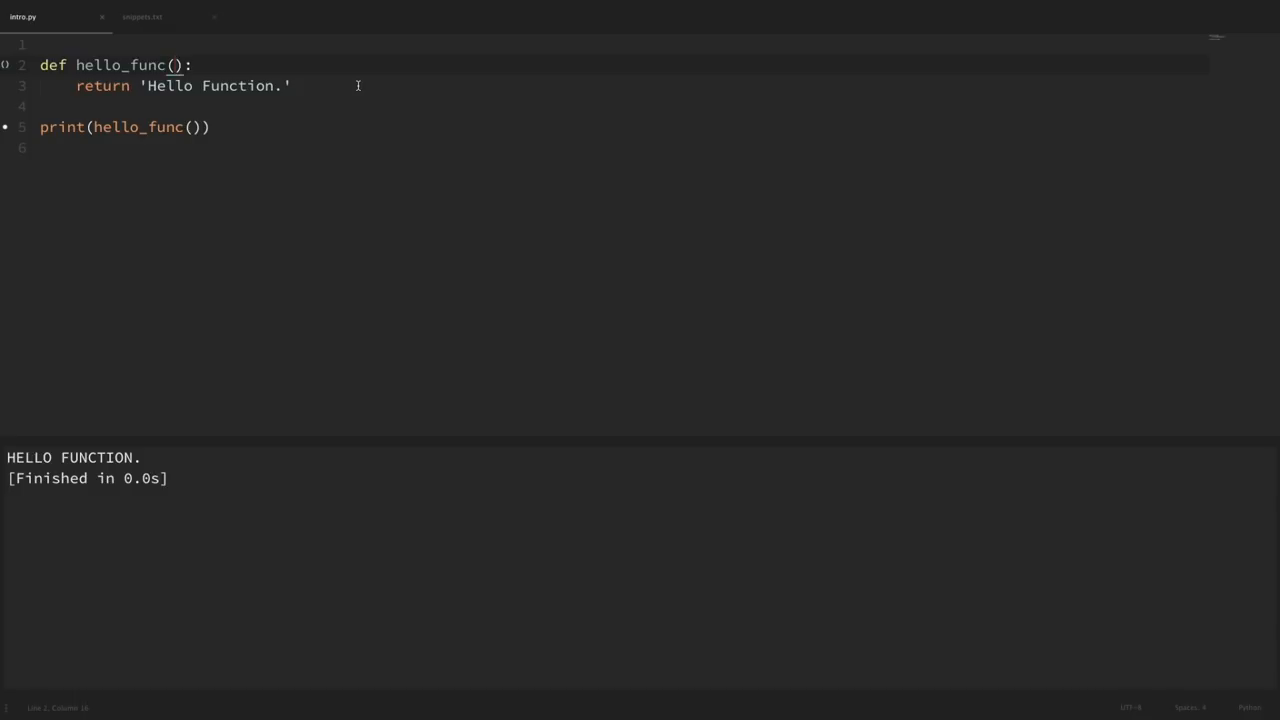 intro.py × snippets.txt ×
1
() 2 def hello_func():
3 return 'Hello Function.'
4
5 print(hello_func())
6
HELLO FUNCTION.
[Finished in 0.0s]
Line 2, Column 16 UTF-8 Spaces: 4 Python